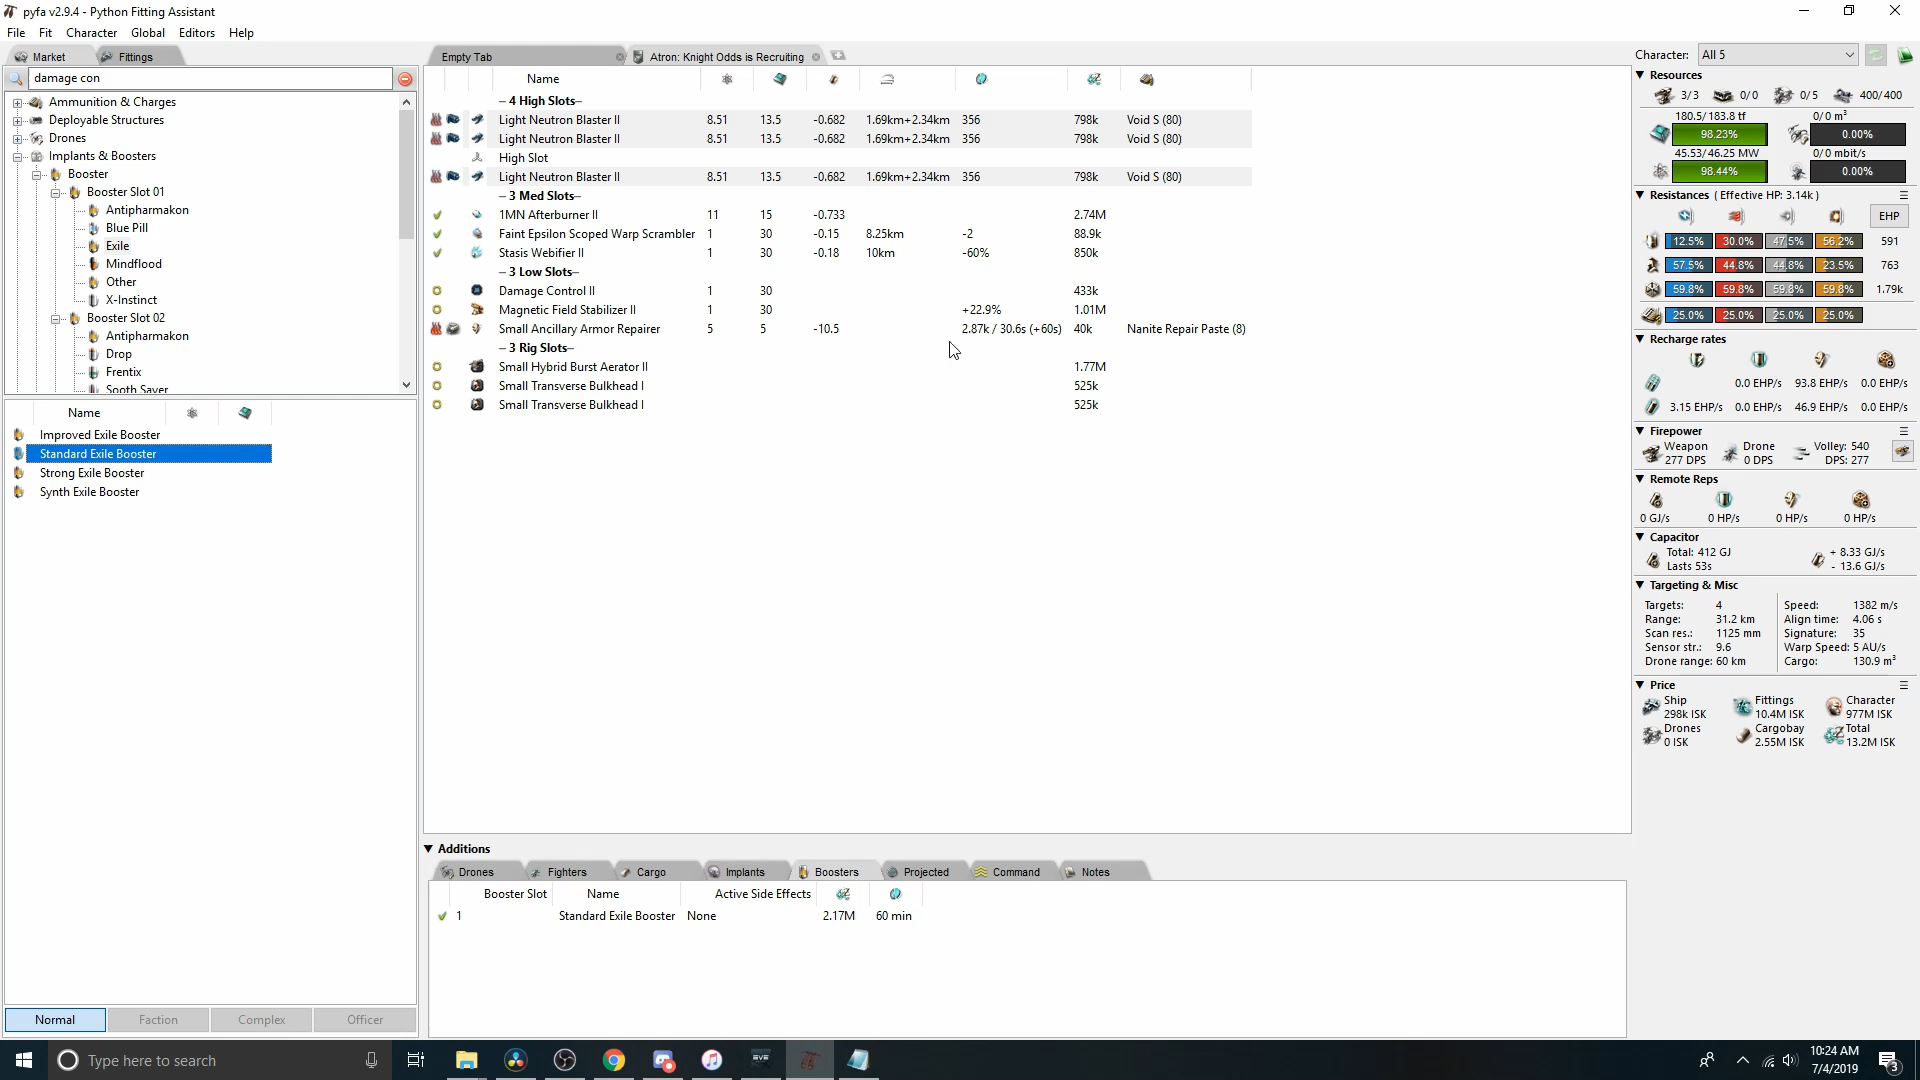 pyfa v2.9.4 - Python Fitting Assistant
File Fit Character Global Editors Help
Market Fittings
damage con
Ammunition & Charges
Deployable Structures
Drones
Implants & Boosters
Booster
Booster Slot 01
Antipharmakon
Blue Pill
Exile
Mindflood
Other
X-Instinct
Booster Slot 02
Antipharmakon
Drop
Frentix
Sooth Sayer
Name
Improved Exile Booster
Standard Exile Booster
Strong Exile Booster
Synth Exile Booster
Normal Faction Complex Officer
Empty Tab Atron: Knight Odds is Recruiting
Name
– 4 High Slots–
Light Neutron Blaster II 8.51 13.5 -0.682 1.69km+2.34km 356 798k Void S (80)
Light Neutron Blaster II 8.51 13.5 -0.682 1.69km+2.34km 356 798k Void S (80)
High Slot
Light Neutron Blaster II 8.51 13.5 -0.682 1.69km+2.34km 356 798k Void S (80)
– 3 Med Slots–
1MN Afterburner II 11 15 -0.733 2.74M
Faint Epsilon Scoped Warp Scrambler 1 30 -0.15 8.25km -2 88.9k
Stasis Webifier II 1 30 -0.18 10km -60% 850k
– 3 Low Slots–
Damage Control II 1 30 433k
Magnetic Field Stabilizer II 1 30 +22.9% 1.01M
Small Ancillary Armor Repairer 5 5 -10.5 2.87k / 30.6s (+60s) 40k Nanite Repair Paste (8)
– 3 Rig Slots–
Small Hybrid Burst Aerator II 1.77M
Small Transverse Bulkhead I 525k
Small Transverse Bulkhead I 525k
Additions
Drones Fighters Cargo Implants Boosters Projected Command Notes
Booster Slot Name Active Side Effects
1 Standard Exile Booster None 2.17M 60 min
Character: All 5
Resources
3/3 0/0 0/5 400/400
180.5/183.8 tf 0/0 m³
98.23% 0.00%
45.53/46.25 MW 0/0 mbit/s
98.44% 0.00%
Resistances ( Effective HP: 3.14k )
EHP
12.5% 30.0% 47.5% 56.2% 591
57.5% 44.8% 44.8% 23.5% 763
59.8% 59.8% 59.8% 59.8% 1.79k
25.0% 25.0% 25.0% 25.0%
Recharge rates
0.0 EHP/s 93.8 EHP/s 0.0 EHP/s
3.15 EHP/s 0.0 EHP/s 46.9 EHP/s 0.0 EHP/s
Firepower
Weapon Drone Volley: 540
277 DPS 0 DPS DPS: 277
Remote Reps
0 GJ/s 0 HP/s 0 HP/s 0 HP/s
Capacitor
Total: 412 GJ + 8.33 GJ/s
Lasts 53s - 13.6 GJ/s
Targeting & Misc
Targets: 4 Speed: 1382 m/s
Range: 31.2 km Align time: 4.06 s
Scan res.: 1125 mm Signature: 35
Sensor str.: 9.6 Warp Speed: 5 AU/s
Drone range: 60 km Cargo: 130.9 m³
Price
Ship Fittings Character
298k ISK 10.4M ISK 977M ISK
Drones Cargobay Total
0 ISK 2.55M ISK 13.2M ISK
Type here to search
EVE
10:24 AM
7/4/2019
3